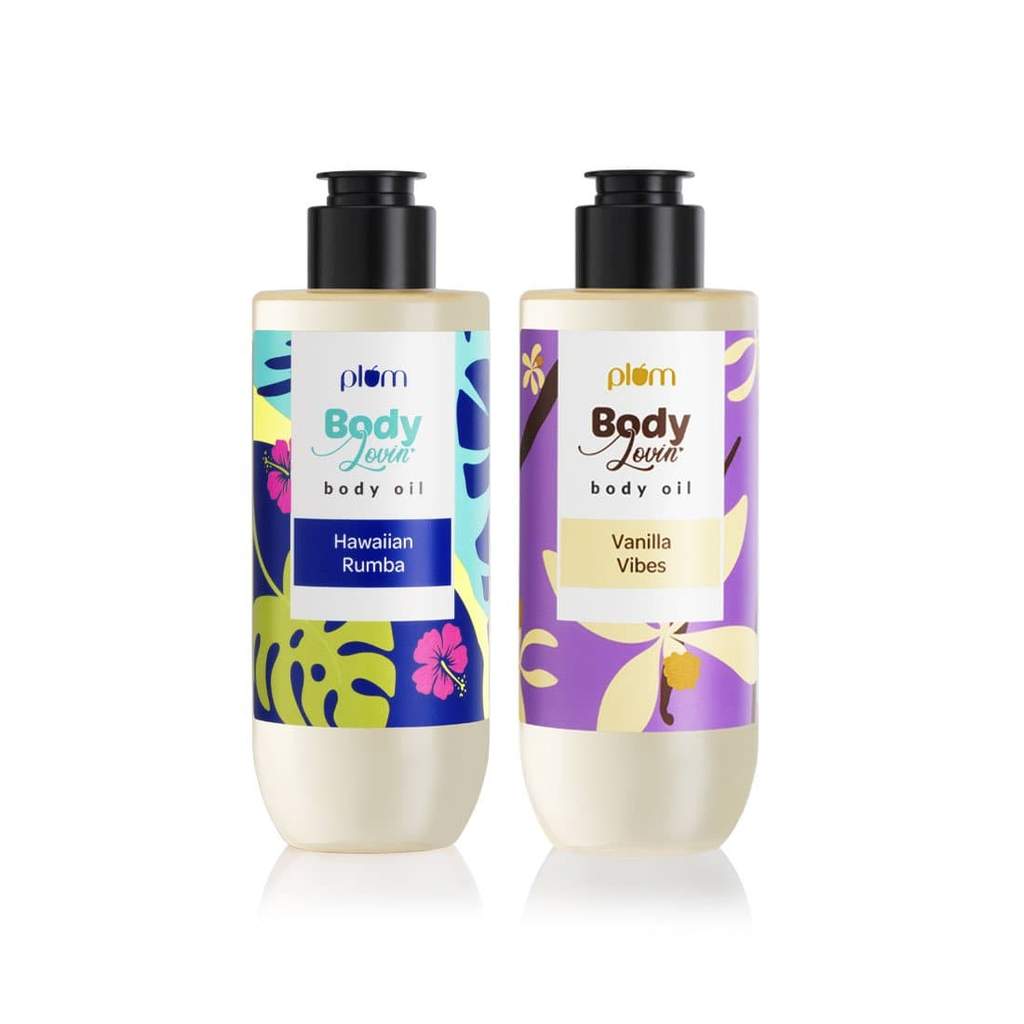 plum
Body
Lovin'
body oil
Hawaiian
Rumba
plum
Body
Lovin'
body oil
Vanilla
Vibes